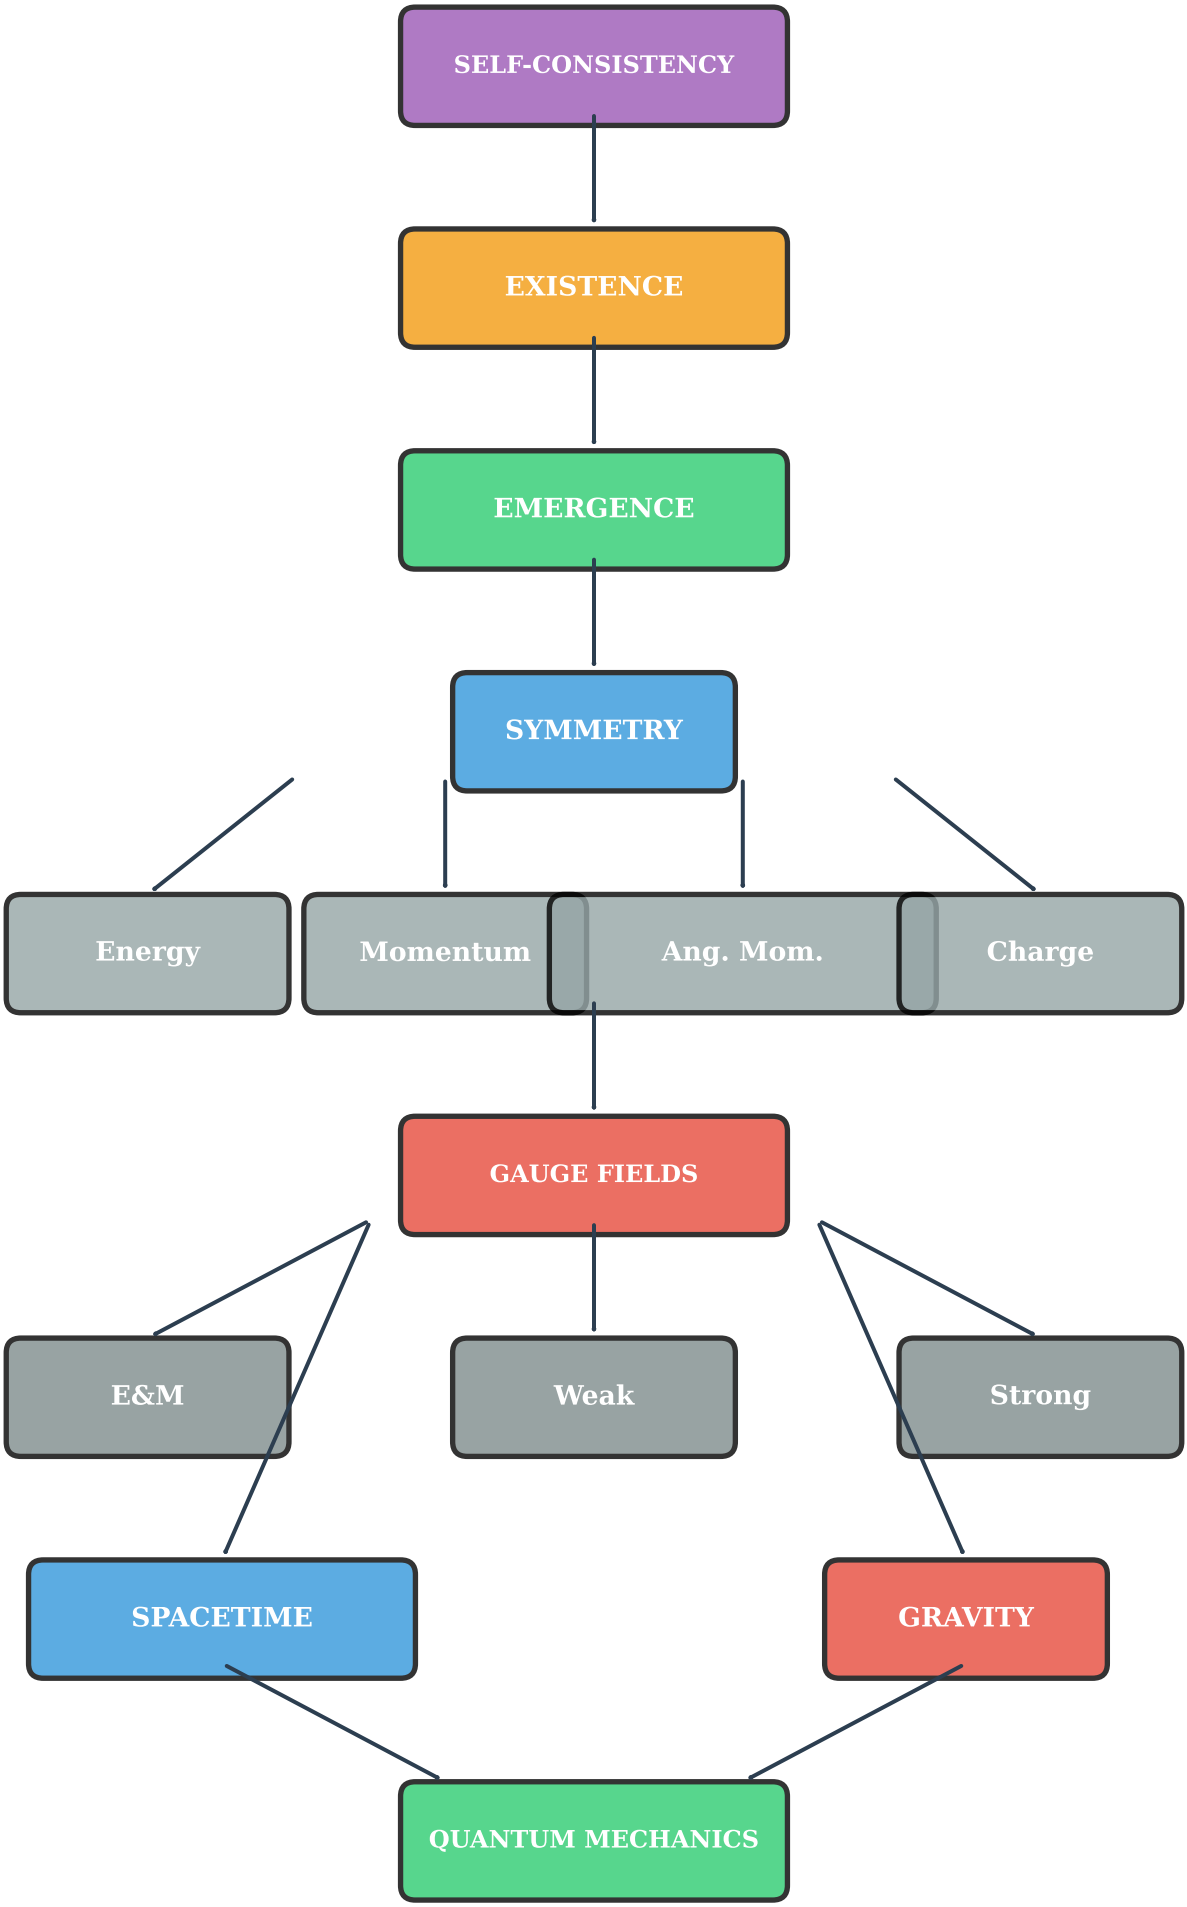 SELF-CONSISTENCY
EXISTENCE
EMERGENCE
SYMMETRY
Energy
Momentum
Ang. Mom.
Charge
GAUGE FIELDS
E&M
Weak
Strong
SPACETIME
GRAVITY
QUANTUM MECHANICS